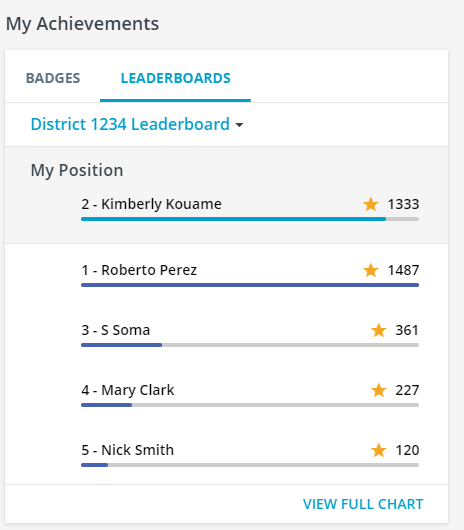 My Achievements
BADGES LEADERBOARDS
District 1234 Leaderboard
My Position
2 - Kimberly Kouame 1333
1 - Roberto Perez 1487
3 - S Soma 361
4 - Mary Clark 227
5 - Nick Smith 120
VIEW FULL CHART